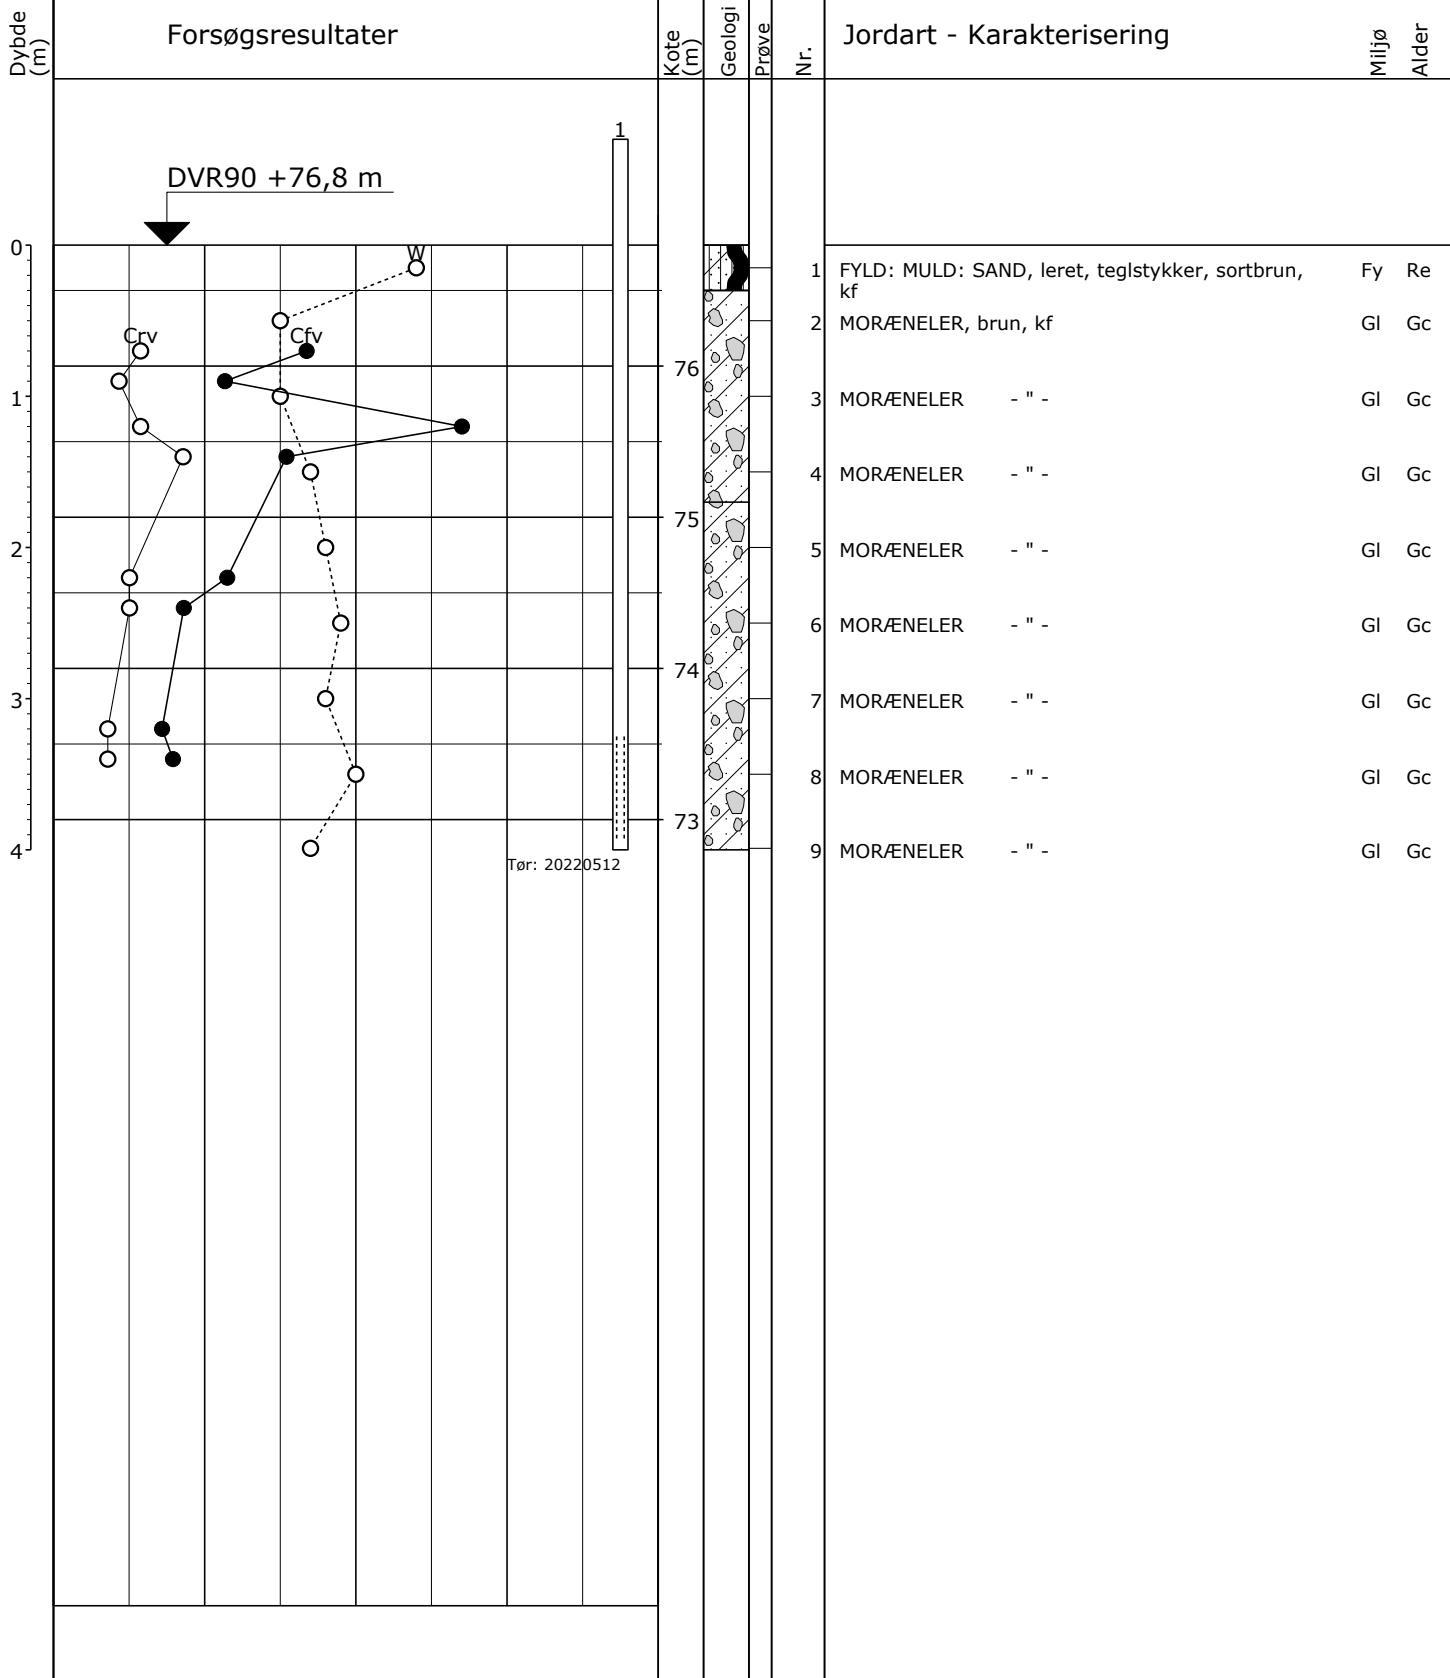 Dybde
(m)
Forsøgsresultater
Kote
(m)
Geologi
Prøve
Nr.
Jordart - Karakterisering
Miljø
Alder
1
DVR90 +76,8 m
0
W
1 FYLD: MULD: SAND, leret, teglstykker, sortbrun, Fy Re
kf
2 MORÆNELER, brun, kf Gl Gc
Crv Cfv
76
1
3 MORÆNELER - " - Gl Gc
4 MORÆNELER - " - Gl Gc
75
2
5 MORÆNELER - " - Gl Gc
6 MORÆNELER - " - Gl Gc
74
3
7 MORÆNELER - " - Gl Gc
8 MORÆNELER - " - Gl Gc
73
4
9 MORÆNELER - " - Gl Gc
Tør: 20220512